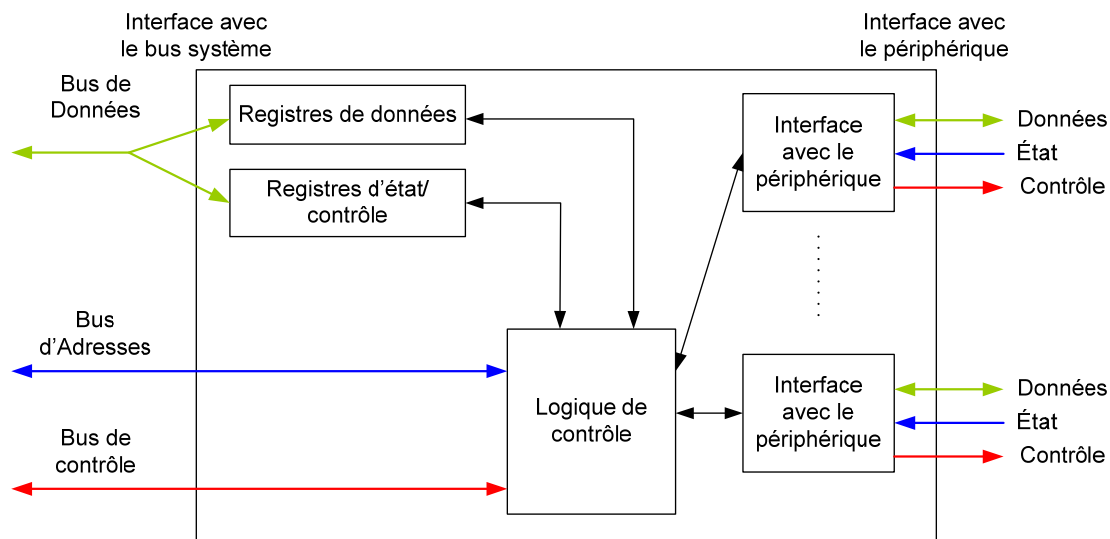 Interface avec
le bus système
Interface avec
le périphérique
Bus de
Données
Registres de données
Registres d’état/
contrôle
Interface
avec le
périphérique
Données
État
Contrôle
Bus
d’Adresses
Bus de
contrôle
Logique de
contrôle
Interface
avec le
périphérique
Données
État
Contrôle